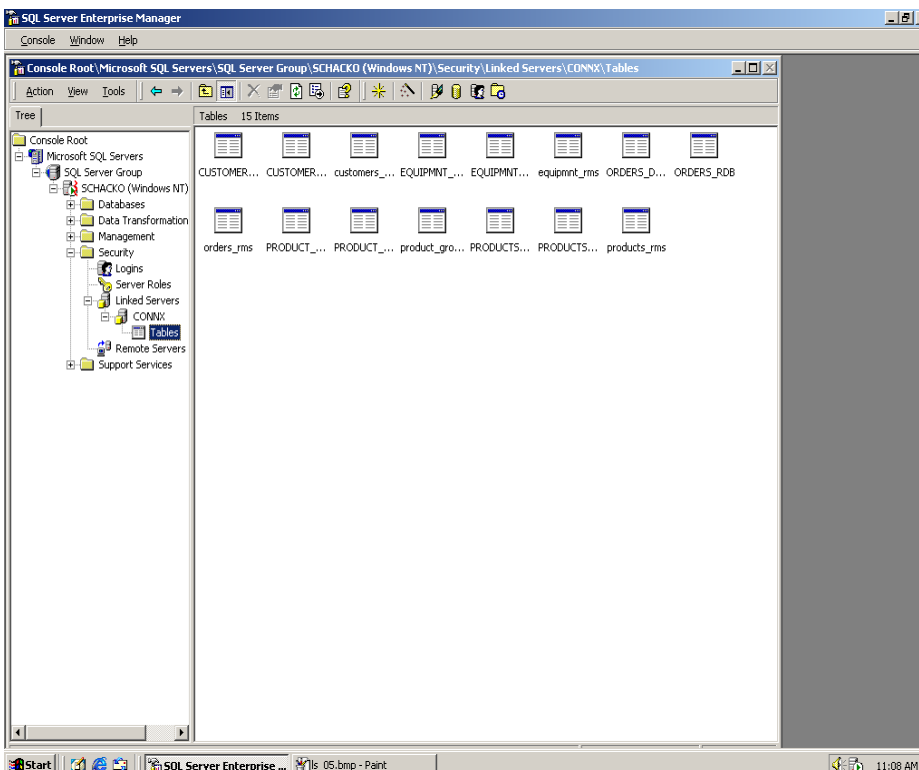 SQL Server Enterprise Manager
Console Window Help
Console Root\Microsoft SQL Servers\SQL Server Group\SCHACKO (Windows NT)\Security\Linked Servers\CONNX\Tables
Action View Tools
Tree
Tables 15 Items
Console Root
Microsoft SQL Servers
SQL Server Group
SCHACKO (Windows NT)
Databases
Data Transformation
Management
Security
Logins
Server Roles
Linked Servers
CONNX
Tables
Remote Servers
Support Services
CUSTOMER... CUSTOMER... customers_... EQUIPMNT_... EQUIPMNT... equipmnt_rms ORDERS_D... ORDERS_RDB
orders_rms PRODUCT_... PRODUCT_... product_gro... PRODUCTS... PRODUCTS... products_rms
Start SQL Server Enterprise ... ls_05.bmp - Paint 11:08 AM